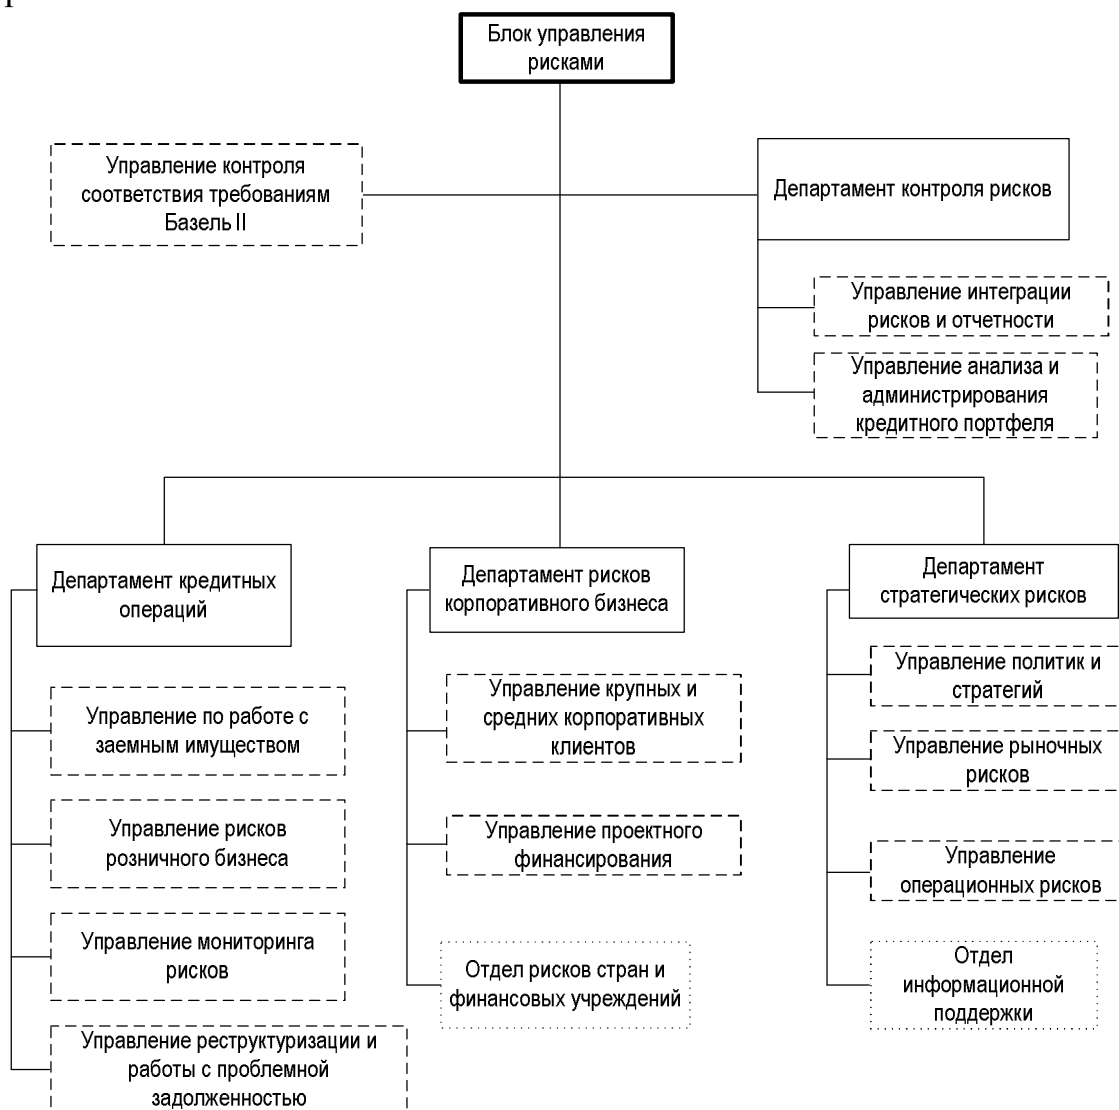 Блок управления
рисками
Управление контроля
соответствия требованиям
Базель II
Департамент контроля рисков
Управление интеграции
рисков и отчетности
Управление анализа и
администрирования
кредитного портфеля
Департамент кредитных
операций
Управление по работе с
заемным имуществом
Управление рисков
розничного бизнеса
Управление мониторинга
рисков
Управление реструктуризации и
работы с проблемной
задолженностью
Департамент рисков
корпоративного бизнеса
Управление крупных и
средних корпоративных
клиентов
Управление проектного
финансирования
Отдел рисков стран и
финансовых учреждений
Департамент
стратегических рисков
Управление политик и
стратегий
Управление рыночных
рисков
Управление
операционных рисков
Отдел
информационной
поддержки